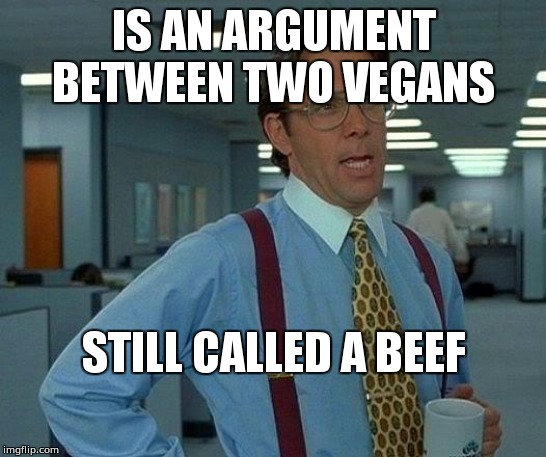 IS AN ARGUMENT
BETWEEN TWO VEGANS
STILL CALLED A BEEF
imgflip.com